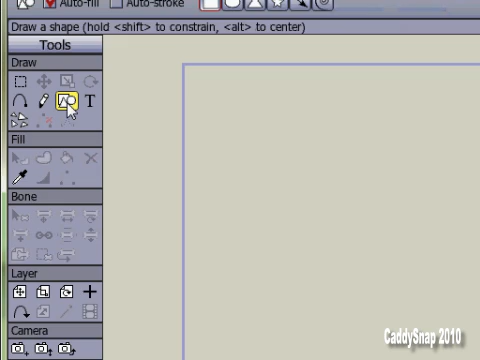 Auto-fill Auto-stroke
Draw a shape (hold <shift> to constrain, <alt> to center)
Tools
Draw
T
Fill
Bone
Layer
Camera
CaddySnap 2010